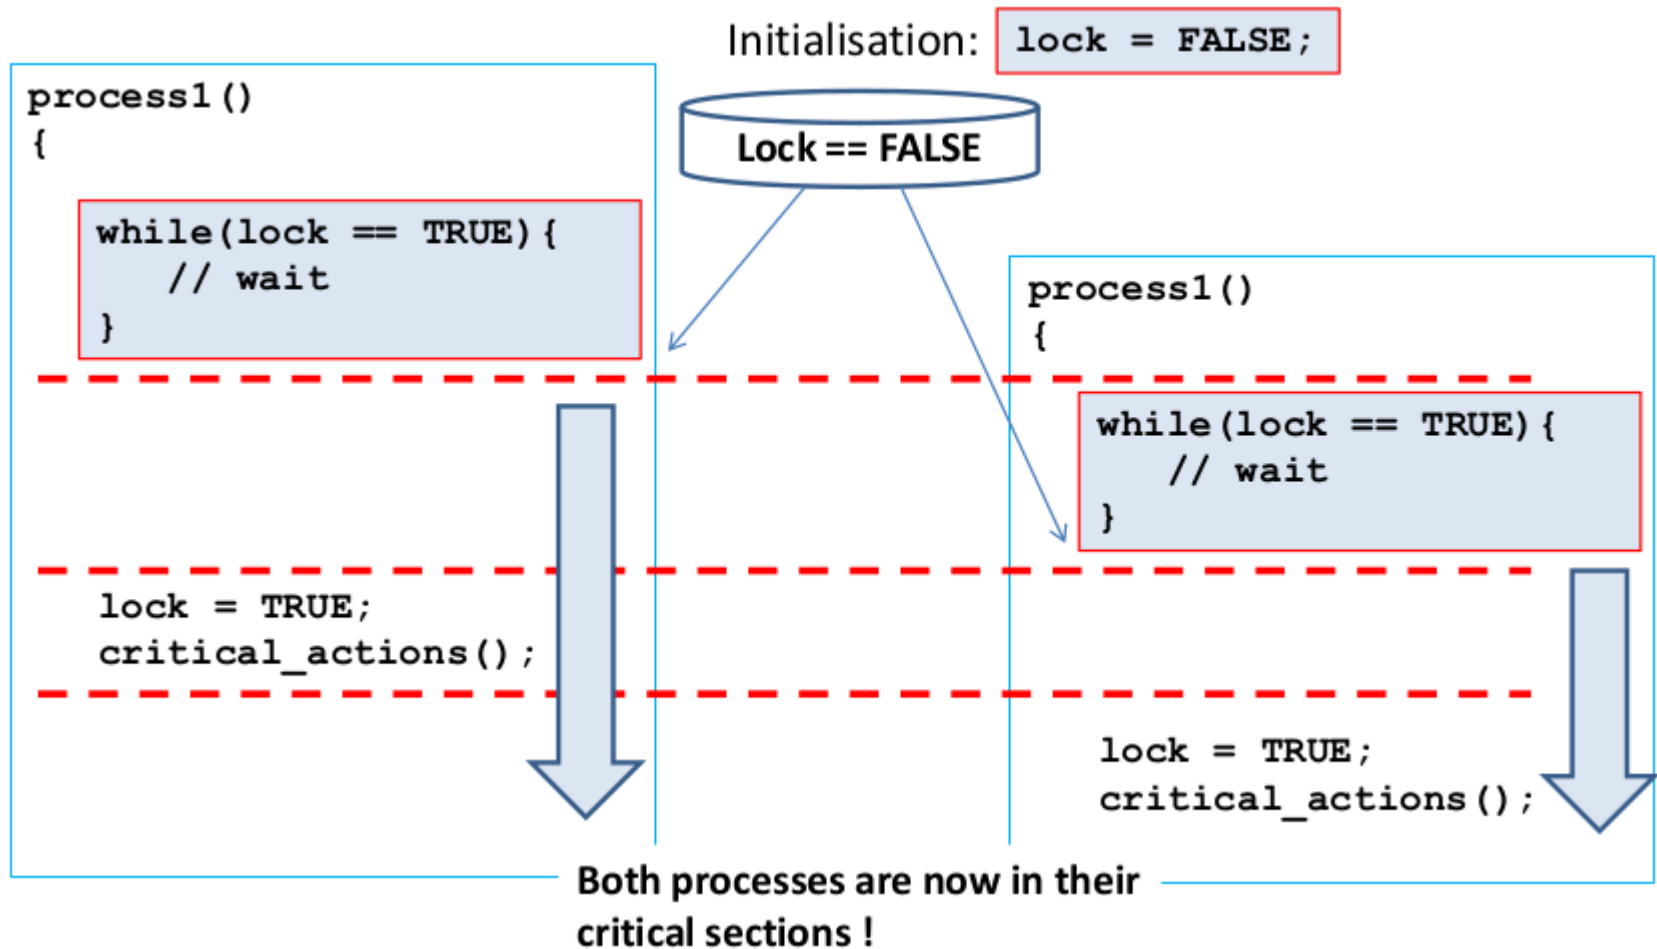 Initialisation: lock = FALSE;
process1()
{
while(lock == TRUE){
// wait
}
Lock == FALSE
process1()
{
while(lock == TRUE){
// wait
}
lock = TRUE;
critical_actions();
lock = TRUE;
critical_actions();
Both processes are now in their
critical sections !